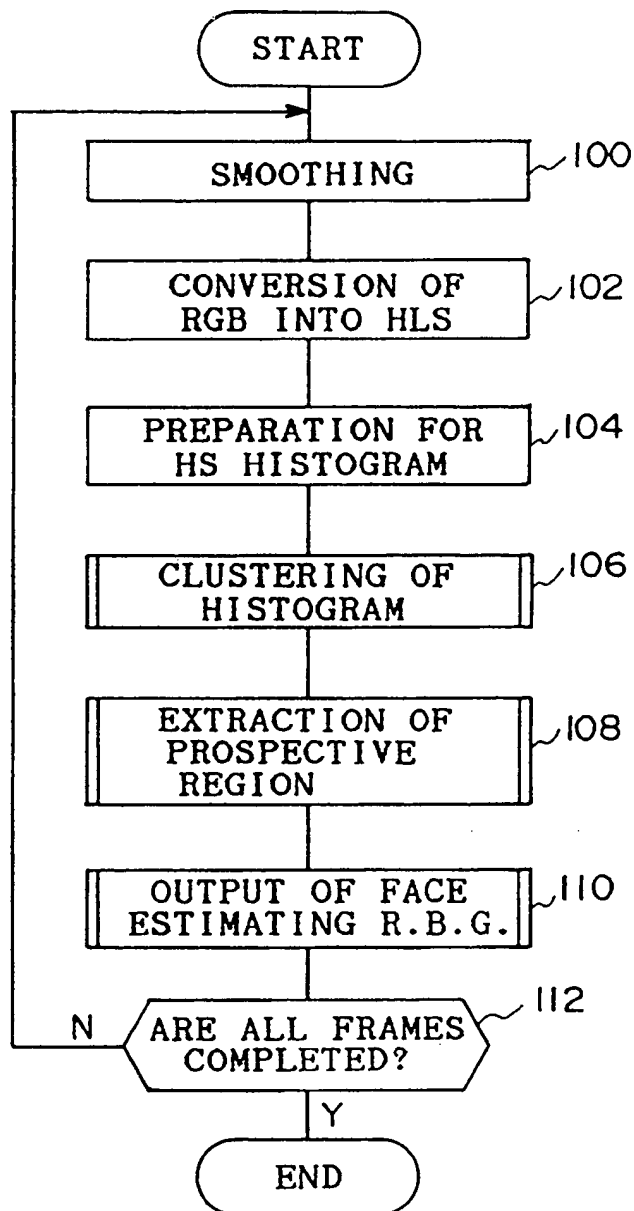 START
SMOOTHING
100
CONVERSION OF
RGB INTO HLS
102
PREPARATION FOR
HS HISTOGRAM
104
CLUSTERING OF
HISTOGRAM
106
EXTRACTION OF
PROSPECTIVE
REGION
108
OUTPUT OF FACE
ESTIMATING R.B.G.
110
ARE ALL FRAMES
COMPLETED?
112
N
Y
END